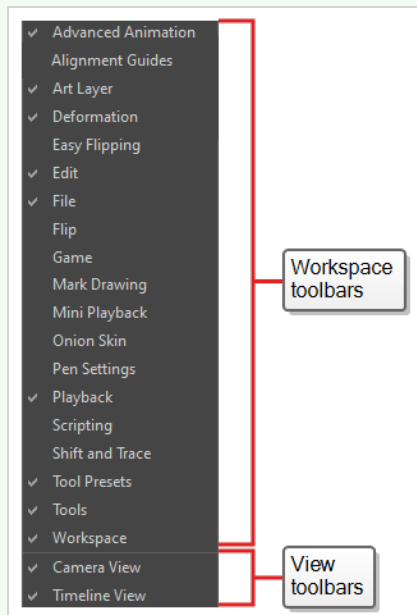 Advanced Animation
Alignment Guides
Art Layer
Deformation
Easy Flipping
Edit
File
Flip
Game
Mark Drawing
Mini Playback
Onion Skin
Pen Settings
Playback
Scripting
Shift and Trace
Tool Presets
Tools
Workspace
Camera View
Timeline View
Workspace
toolbars
View
toolbars